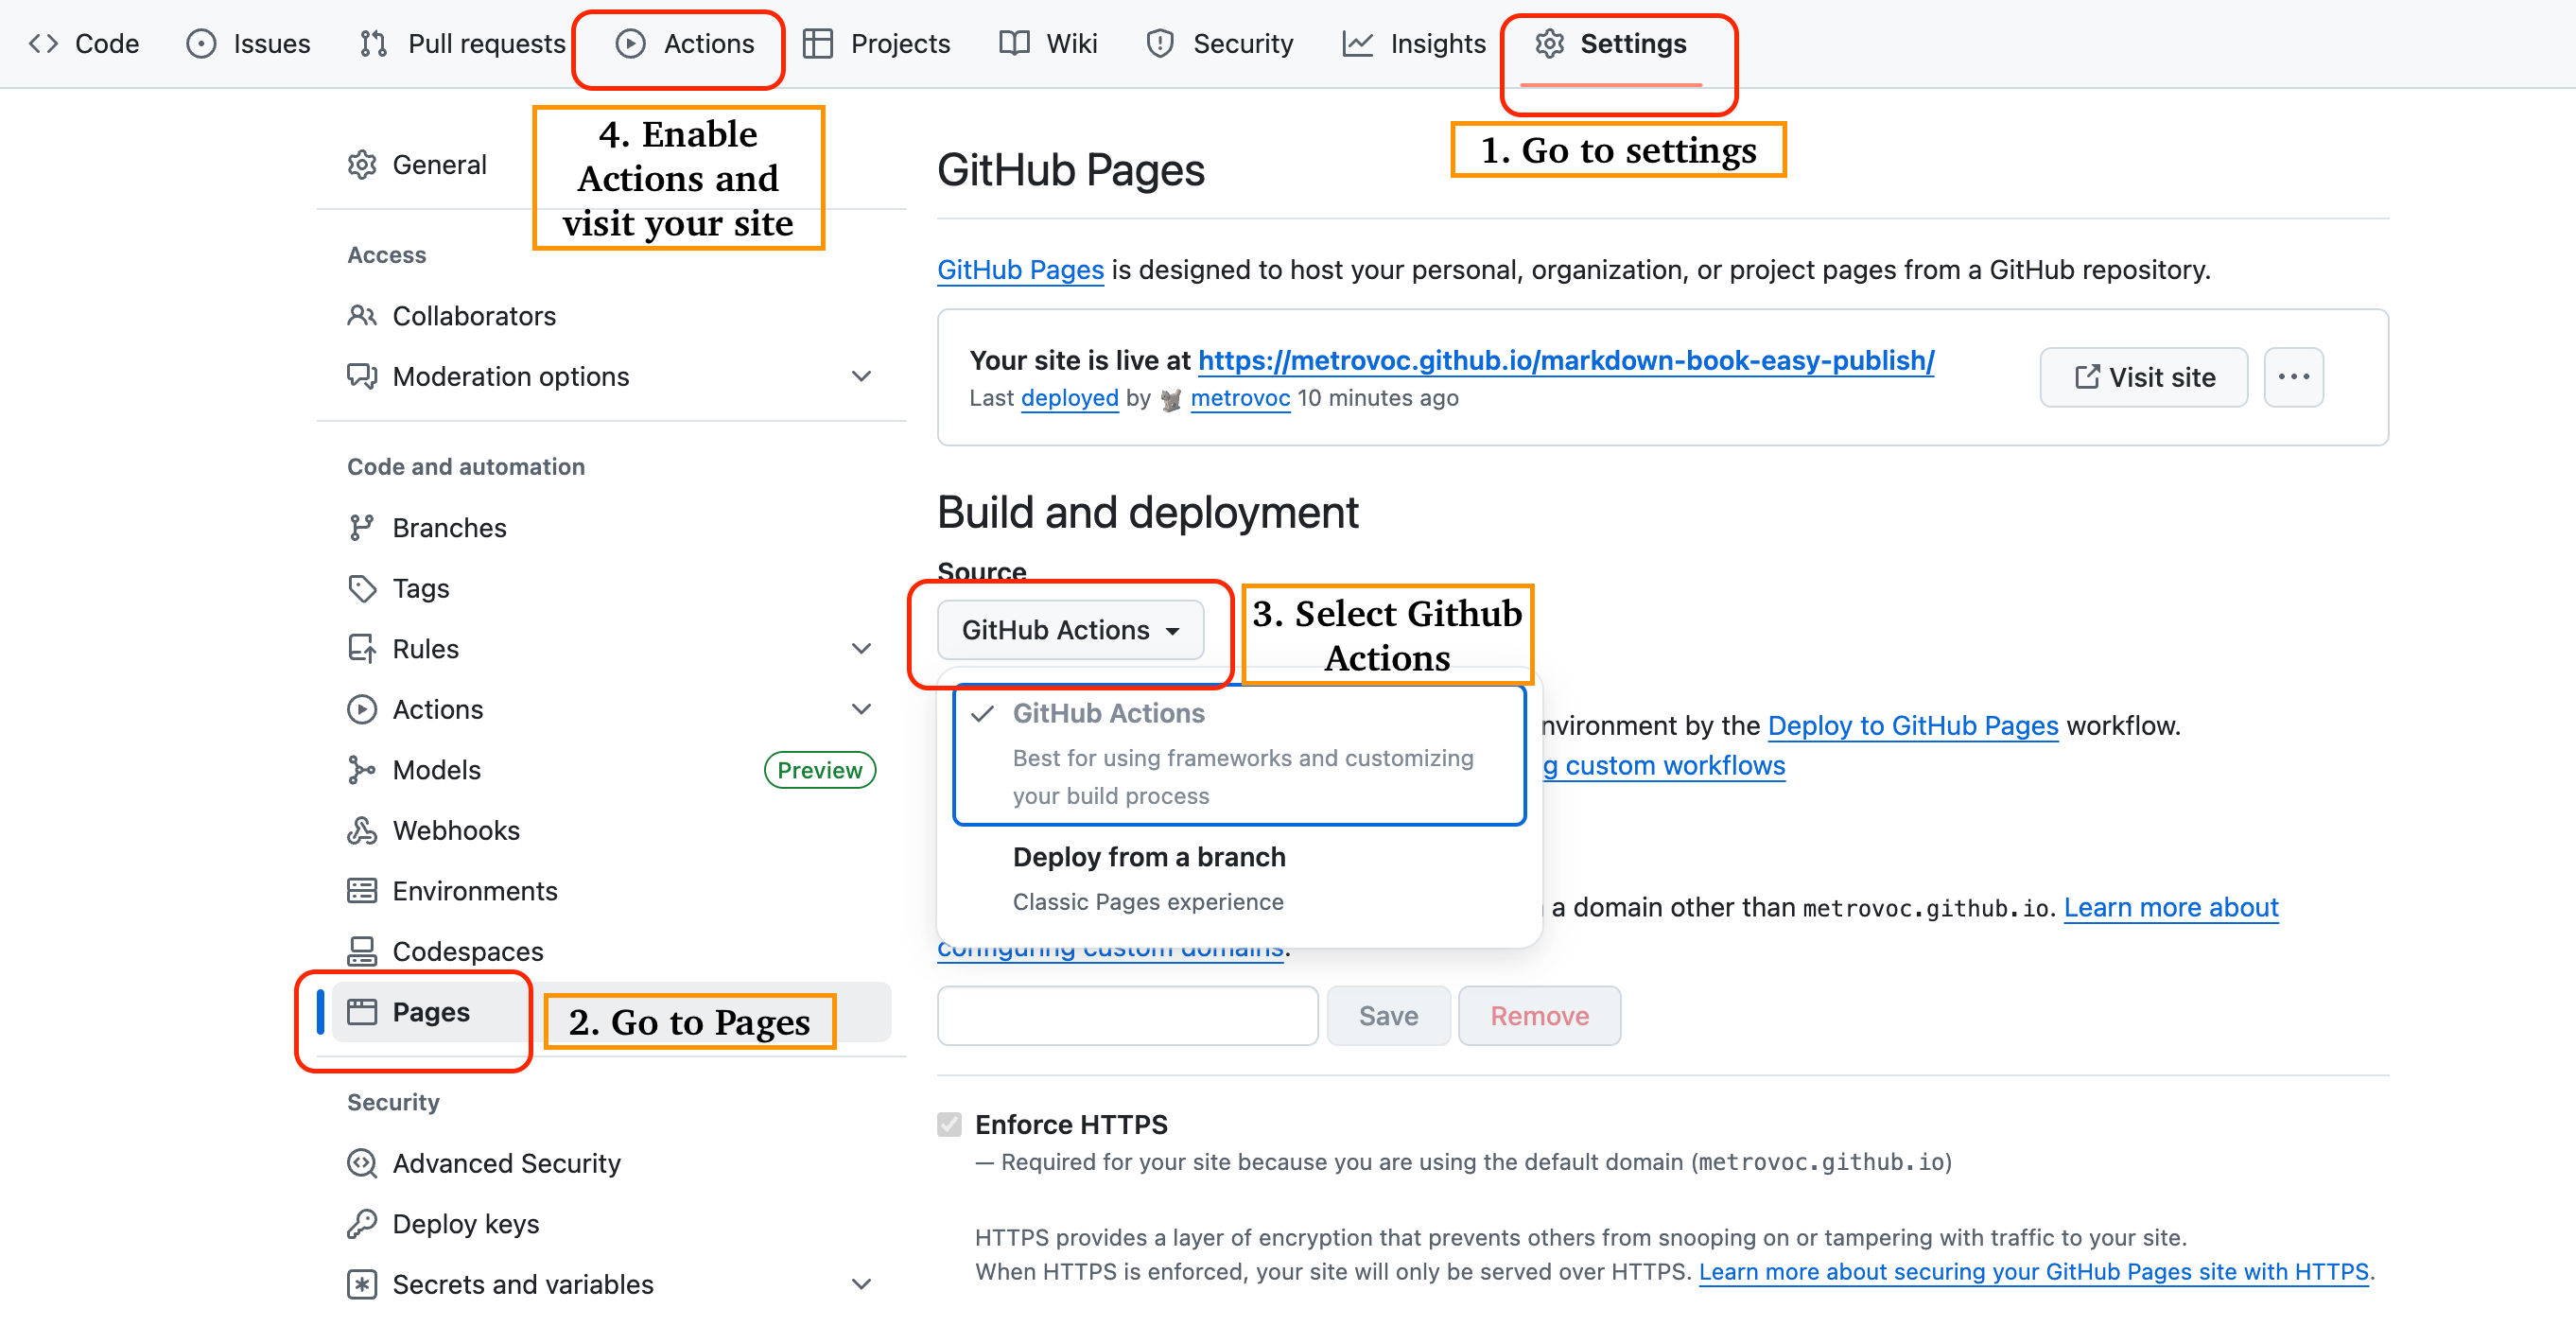 Code Issues Pull requests Actions Projects Wiki Security Insights Settings
1. Go to settings
4. Enable
Actions and
visit your site
General
Access
Collaborators
Moderation options
Code and automation
Branches
Tags
Rules
Actions
Models Preview
Webhooks
Environments
Codespaces
Pages
2. Go to Pages
Security
Advanced Security
Deploy keys
Secrets and variables
GitHub Pages
GitHub Pages is designed to host your personal, organization, or project pages from a GitHub repository.
Your site is live at https://metrovoc.github.io/markdown-book-easy-publish/
Last deployed by metrovoc 10 minutes ago
Visit site
Build and deployment
Source
GitHub Actions
3. Select Github
Actions
GitHub Actions
Best for using frameworks and customizing
your build process
Deploy from a branch
Classic Pages experience
nvironment by the Deploy to GitHub Pages workflow.
g custom workflows
a domain other than metrovoc.github.io. Learn more about
configuring custom domains.
Save Remove
Enforce HTTPS
— Required for your site because you are using the default domain (metrovoc.github.io)
HTTPS provides a layer of encryption that prevents others from snooping on or tampering with traffic to your site.
When HTTPS is enforced, your site will only be served over HTTPS. Learn more about securing your GitHub Pages site with HTTPS.